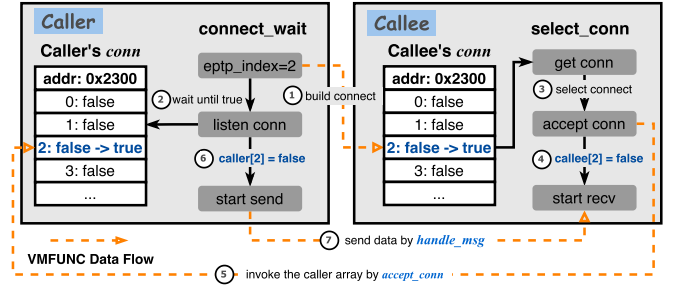 Caller
connect_wait
Caller's conn
addr: 0x2300
0: false
1: false
2: false -> true
3: false
...
eptp_index=2
2 wait until true
listen conn
6 caller[2] = false
start send
1 build connect
Callee
select_conn
Callee's conn
addr: 0x2300
0: false
1: false
2: false -> true
3: false
...
get conn
3 select connect
accept conn
4 callee[2] = false
start recv
7 send data by handle_msg
VMFUNC Data Flow
5 invoke the caller array by accept_conn